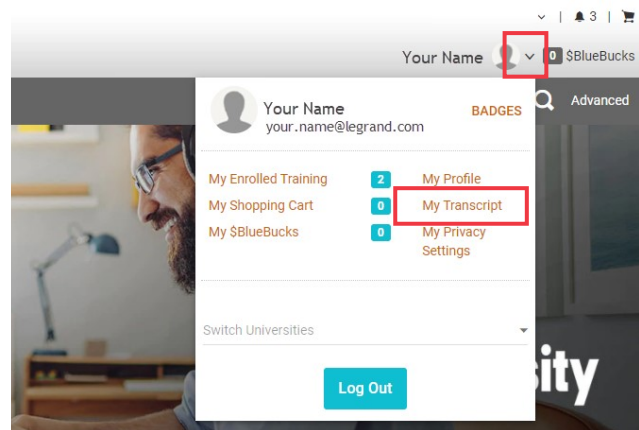 | 3 |
Your Name 0 $BlueBucks
Your Name
your.name@legrand.com
BADGES
Advanced
My Enrolled Training 2 My Profile
My Shopping Cart 0 My Transcript
My $BlueBucks 0 My Privacy
Settings
Switch Universities
Log Out
ity